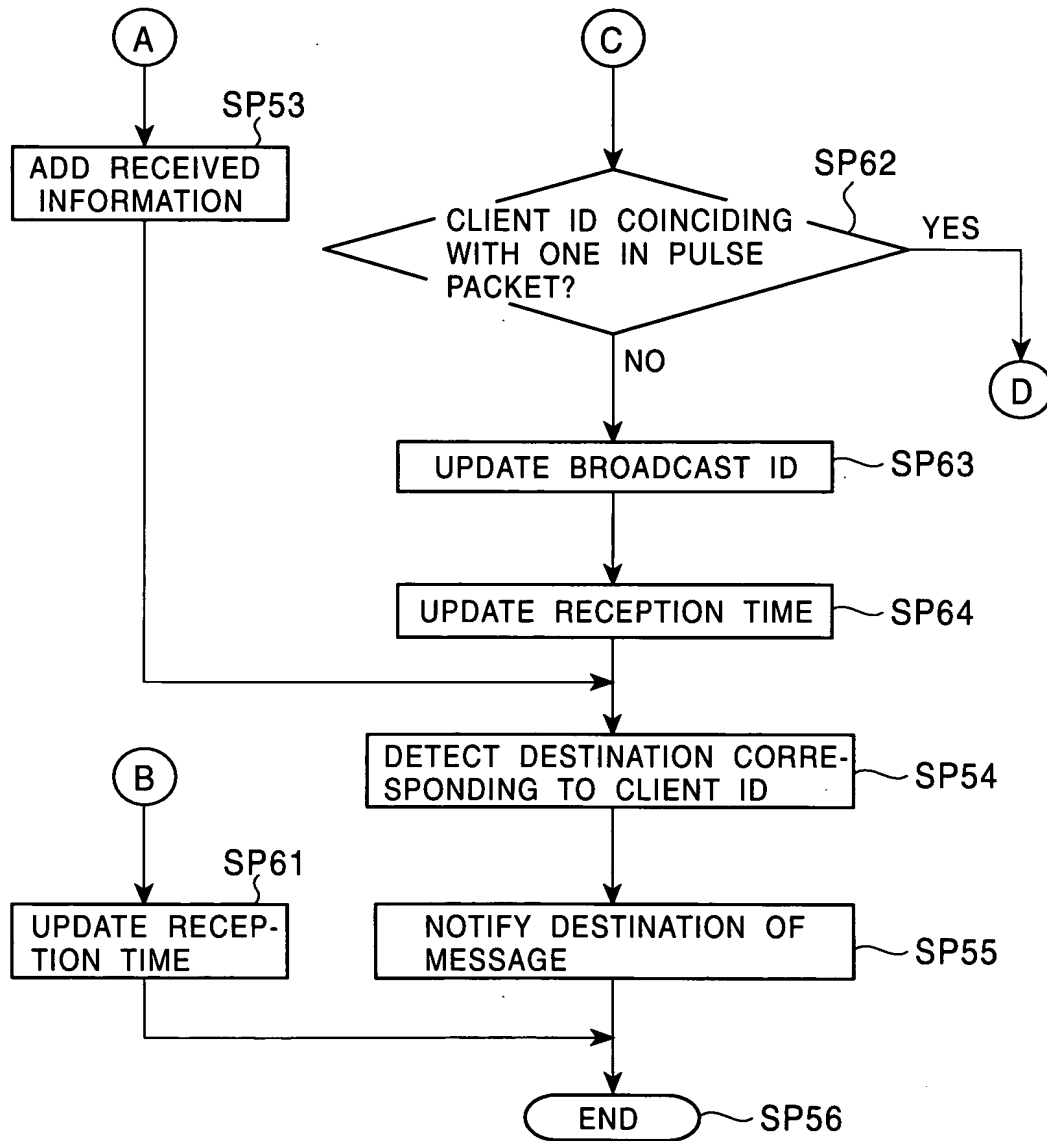 A
C
SP53
ADD RECEIVED
INFORMATION
SP62
CLIENT ID COINCIDING
WITH ONE IN PULSE
PACKET?
YES
NO
D
UPDATE BROADCAST ID
SP63
UPDATE RECEPTION TIME
SP64
DETECT DESTINATION CORRE-
SPONDING TO CLIENT ID
SP54
B
SP61
UPDATE RECEP-
TION TIME
NOTIFY DESTINATION OF
MESSAGE
SP55
END
SP56